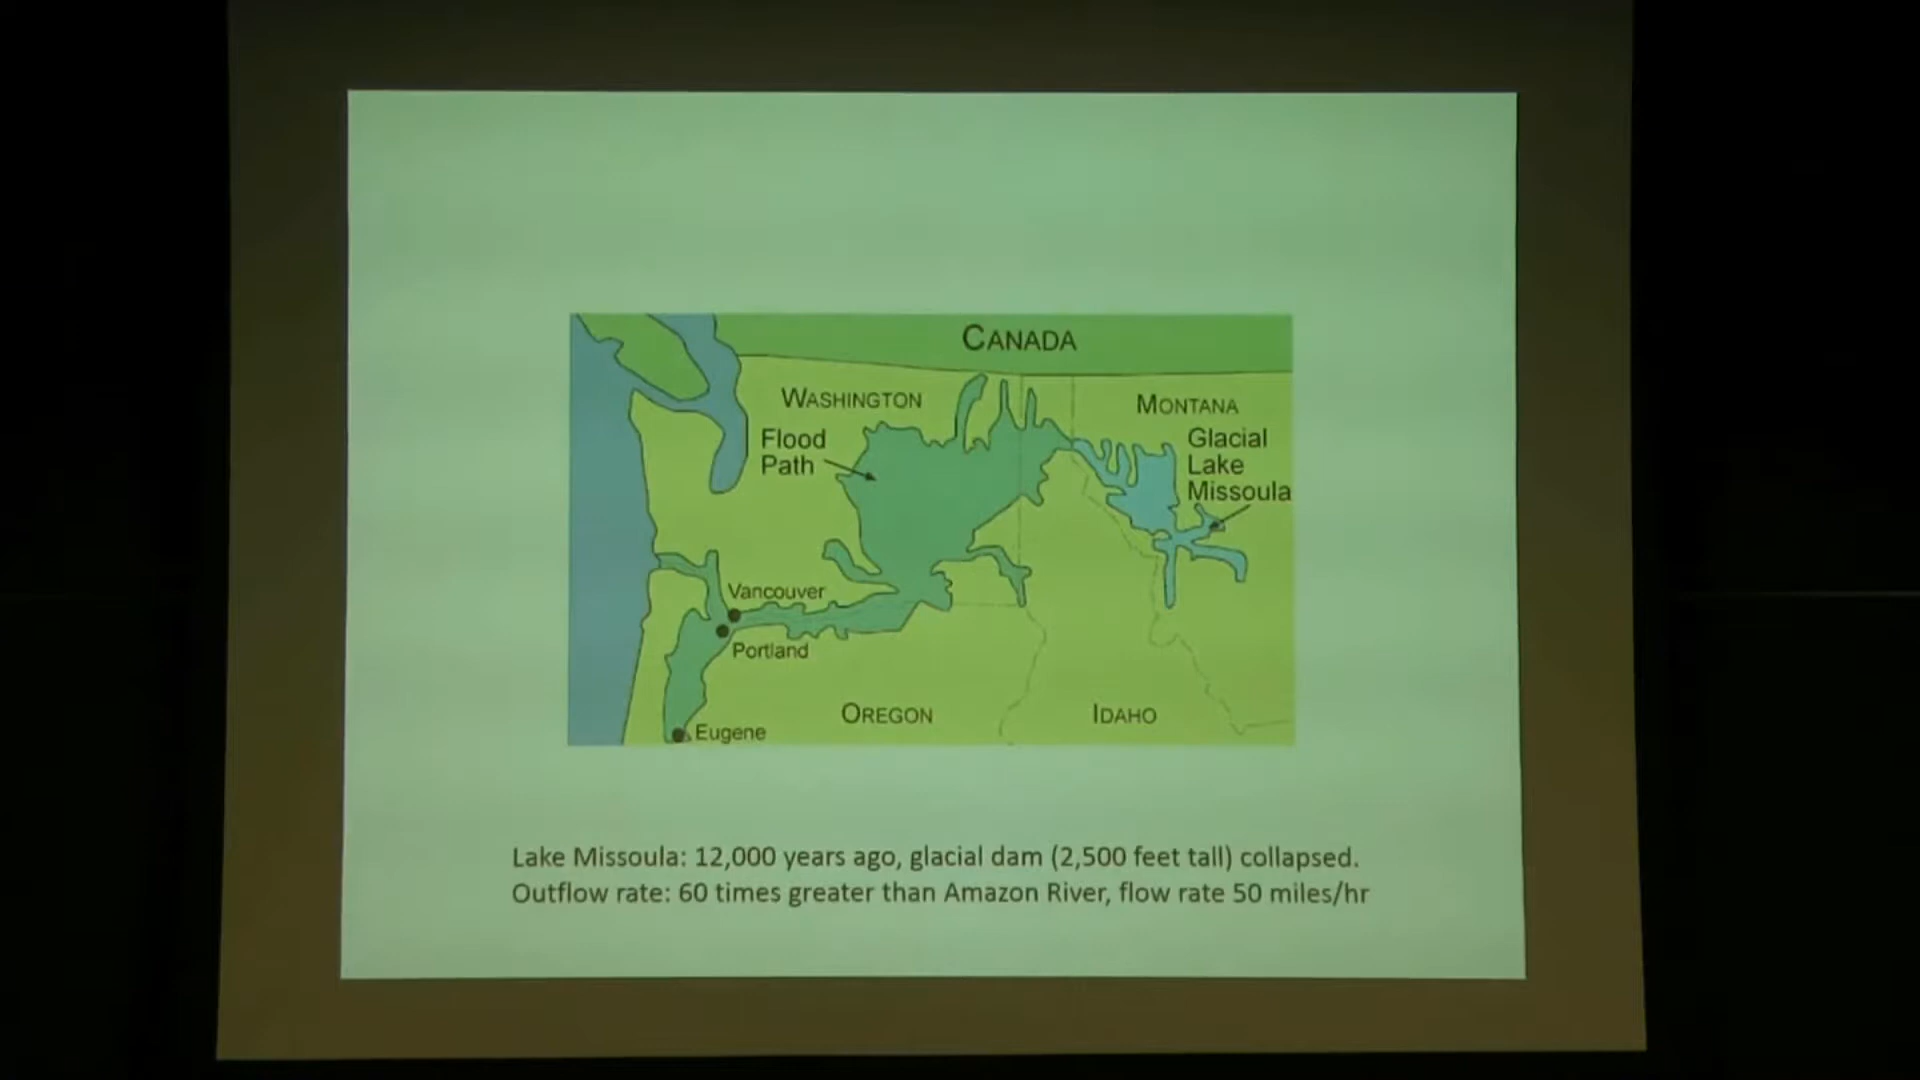 CANADA
WASHINGTON
MONTANA
Flood
Path
Glacial
Lake
Missoula
Vancouver
Portland
OREGON
IDAHO
Eugene
Lake Missoula: 12,000 years ago, glacial dam (2,500 feet tall) collapsed.
Outflow rate: 60 times greater than Amazon River, flow rate 50 miles/hr